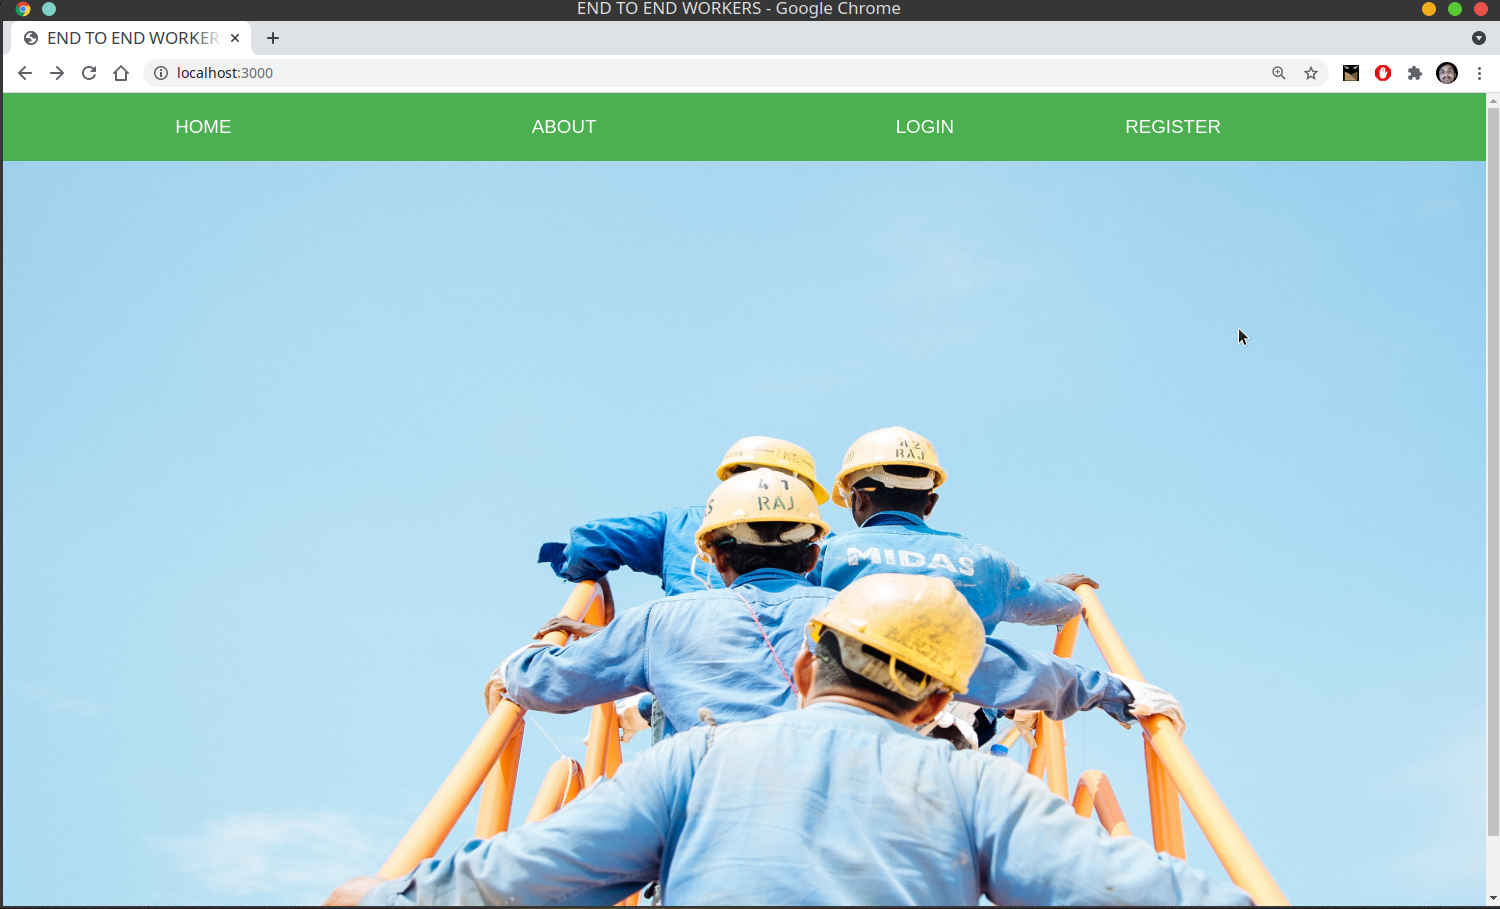 END TO END WORKERS - Google Chrome
END TO END WORKER
localhost:3000
HOME ABOUT LOGIN REGISTER
42
RAJ
41
RAJ
MIDAS